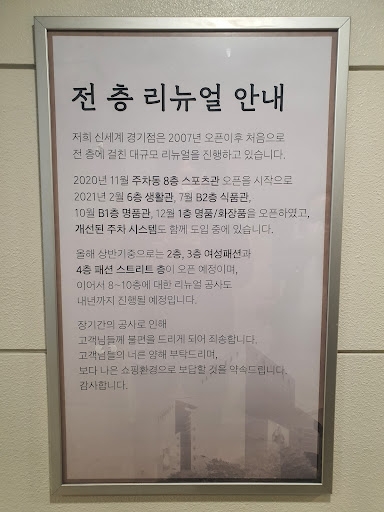 전 층 리뉴얼 안내
저희 신세계 경기점은 2007년 오픈이후 처음으로
전 층에 걸친 대규모 리뉴얼을 진행하고 있습니다.
2020년 11월 주차동 8층 스포츠관 오픈을 시작으로
2021년 2월 6층 생활관, 7월 B2층 식품관,
10월 B1층 명품관, 12월 1층 명품/화장품을 오픈하였고,
개선된 주차 시스템도 함께 도입 중에 있습니다.
올해 상반기중으로는 2층, 3층 여성패션과
4층 패션 스트리트 층이 오픈 예정이며,
이어서 8~10층에 대한 리뉴얼 공사도
내년까지 진행될 예정입니다.
장기간의 공사로 인해
고객님들께 불편을 드리게 되어 죄송합니다.
고객님들의 너른 양해 부탁드리며,
보다 나은 쇼핑환경으로 보답할 것을 약속드립니다.
감사합니다.